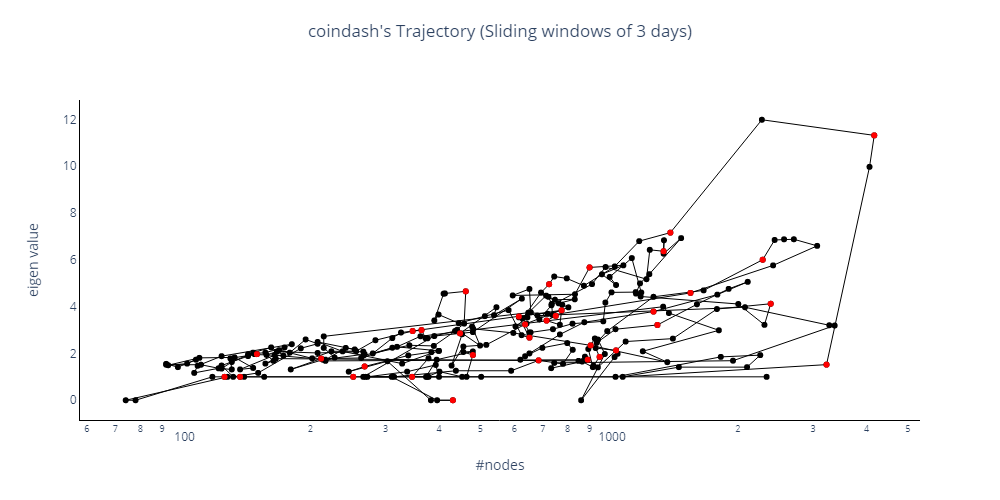 coindash's Trajectory (Sliding windows of 3 days)
12
10
8
6
4
2
0
eigen value
6 7 8 9 100 2 3 4 5 6 7 8 9 1000 2 3 4 5
#nodes